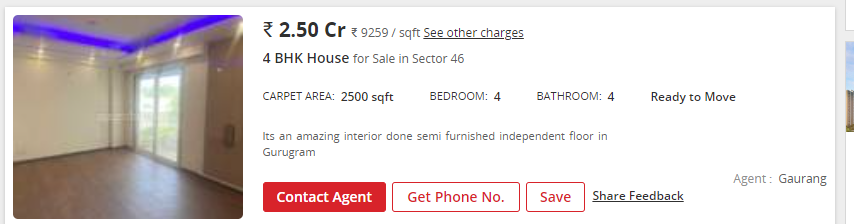 ₹ 2.50 Cr ₹ 9259 / sqft See other charges
4 BHK House for Sale in Sector 46
CARPET AREA: 2500 sqft BEDROOM: 4 BATHROOM: 4 Ready to Move
Its an amazing interior done semi furnished independent floor in
Gurugram
Agent : Gaurang
Contact Agent Get Phone No. Save Share Feedback